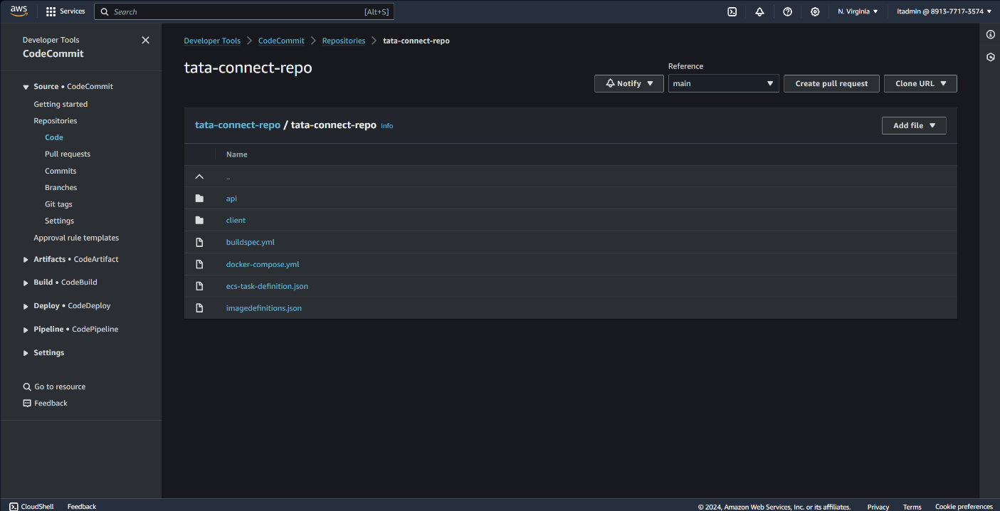 aws Services Search [Alt+S] N. Virginia itadmin @ 8913-7717-3574
Developer Tools
CodeCommit
Source • CodeCommit
Getting started
Repositories
Code
Pull requests
Commits
Branches
Git tags
Settings
Approval rule templates
Artifacts • CodeArtifact
Build • CodeBuild
Deploy • CodeDeploy
Pipeline • CodePipeline
Settings
Go to resource
Feedback
Developer Tools CodeCommit Repositories tata-connect-repo
tata-connect-repo
Reference
Notify main Create pull request Clone URL
tata-connect-repo / tata-connect-repo Info Add file
Name
..
api
client
buildspec.yml
docker-compose.yml
ecs-task-definition.json
imagedefinitions.json
CloudShell Feedback © 2024, Amazon Web Services, Inc. or its affiliates. Privacy Terms Cookie preferences